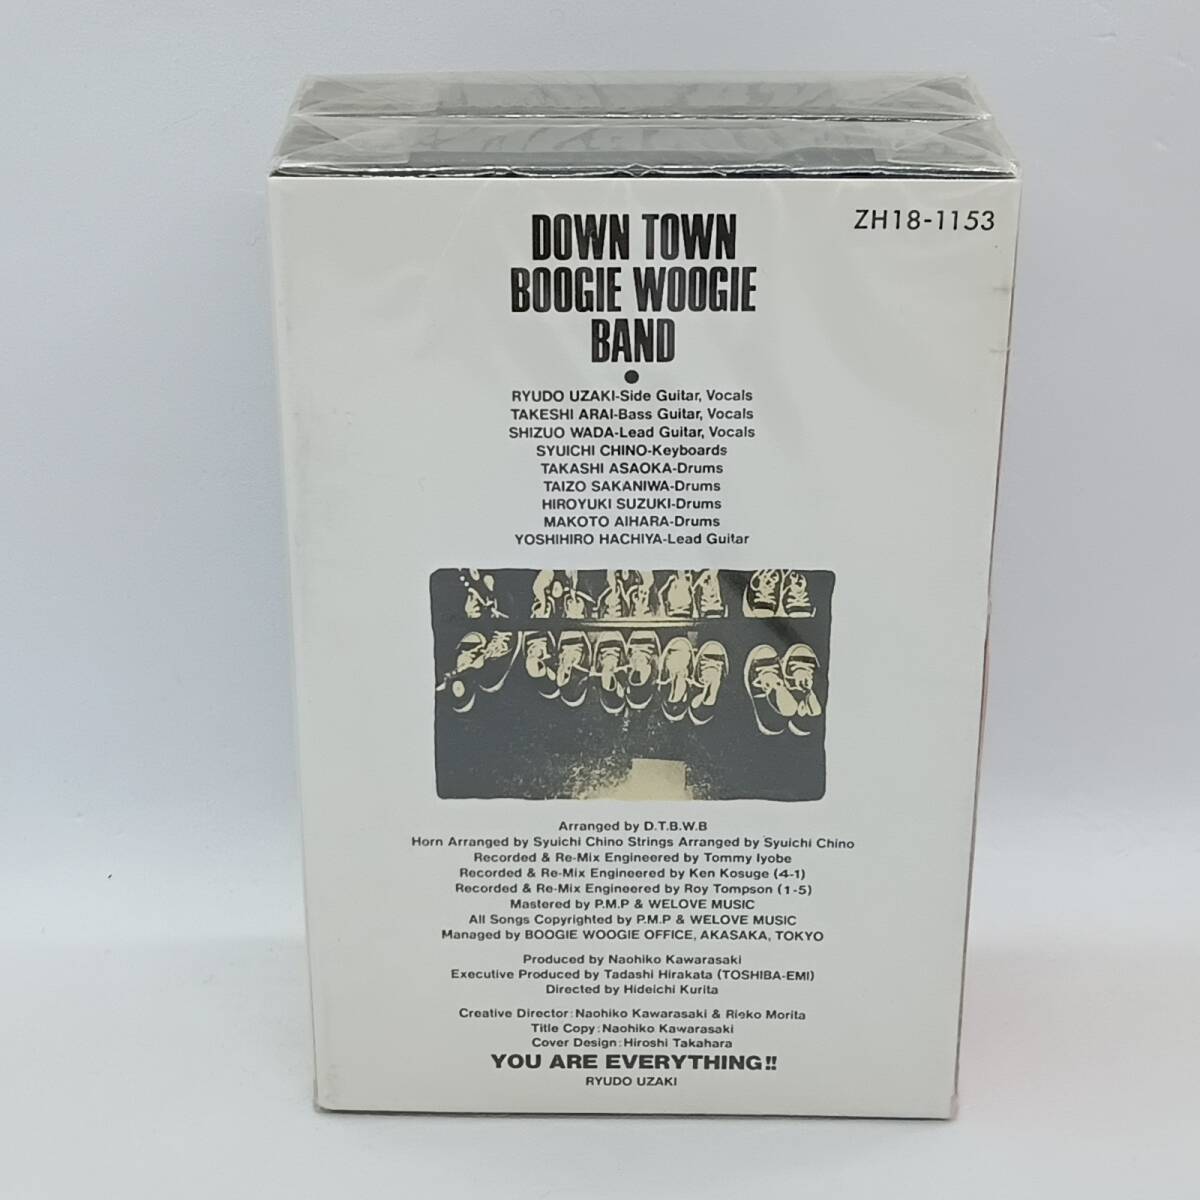 ZH18-1153
DOWN TOWN
BOOGIE WOOGIE
BAND
RYUDO UZAKI-Side Guitar, Vocals
TAKESHI ARAI-Bass Guitar, Vocals
SHIZUO WADA-Lead Guitar, Vocals
SYUICHI CHINO-Keyboards
TAKASHI ASAOKA-Drums
TAIZO SAKANIWA-Drums
HIROYUKI SUZUKI-Drums
MAKOTO AIHARA-Drums
YOSHIHIRO HACHIYA-Lead Guitar
Arranged by D.T.B.W.B
Horn Arranged by Syuichi Chino Strings Arranged by Syuichi Chino
Recorded & Re-Mix Engineered by Tommy Iyobe
Recorded & Re-Mix Engineered by Ken Kosuge (4-1)
Recorded & Re-Mix Engineered by Roy Tompson (1-5)
Mastered by P.M.P & WELOVE MUSIC
All Songs Copyrighted by P.M.P & WELOVE MUSIC
Managed by BOOGIE WOOGIE OFFICE, AKASAKA, TOKYO
Produced by Naohiko Kawarasaki
Executive Produced by Tadashi Hirakata (TOSHIBA-EMI)
Directed by Hideichi Kurita
Creative Director:Naohiko Kawarasaki & Rieko Morita
Title Copy:Naohiko Kawarasaki
Cover Design:Hiroshi Takahara
YOU ARE EVERYTHING!!
RYUDO UZAKI